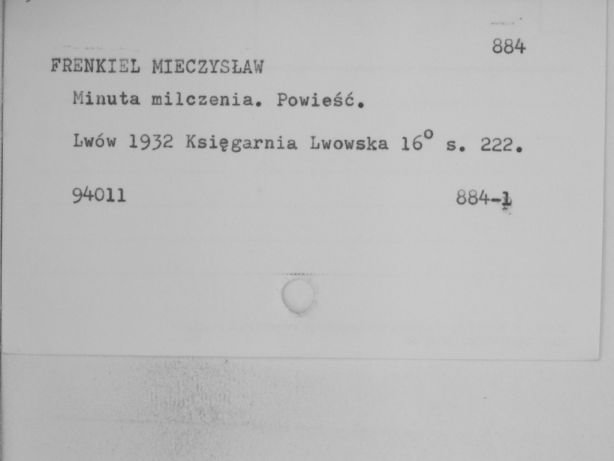 884
FRENKIEL MIECZYSŁAW
Minuta milczenia. Powieść.
Lwów 1932 Księgarnia Lwowska 16° s. 222.
94011 884-1